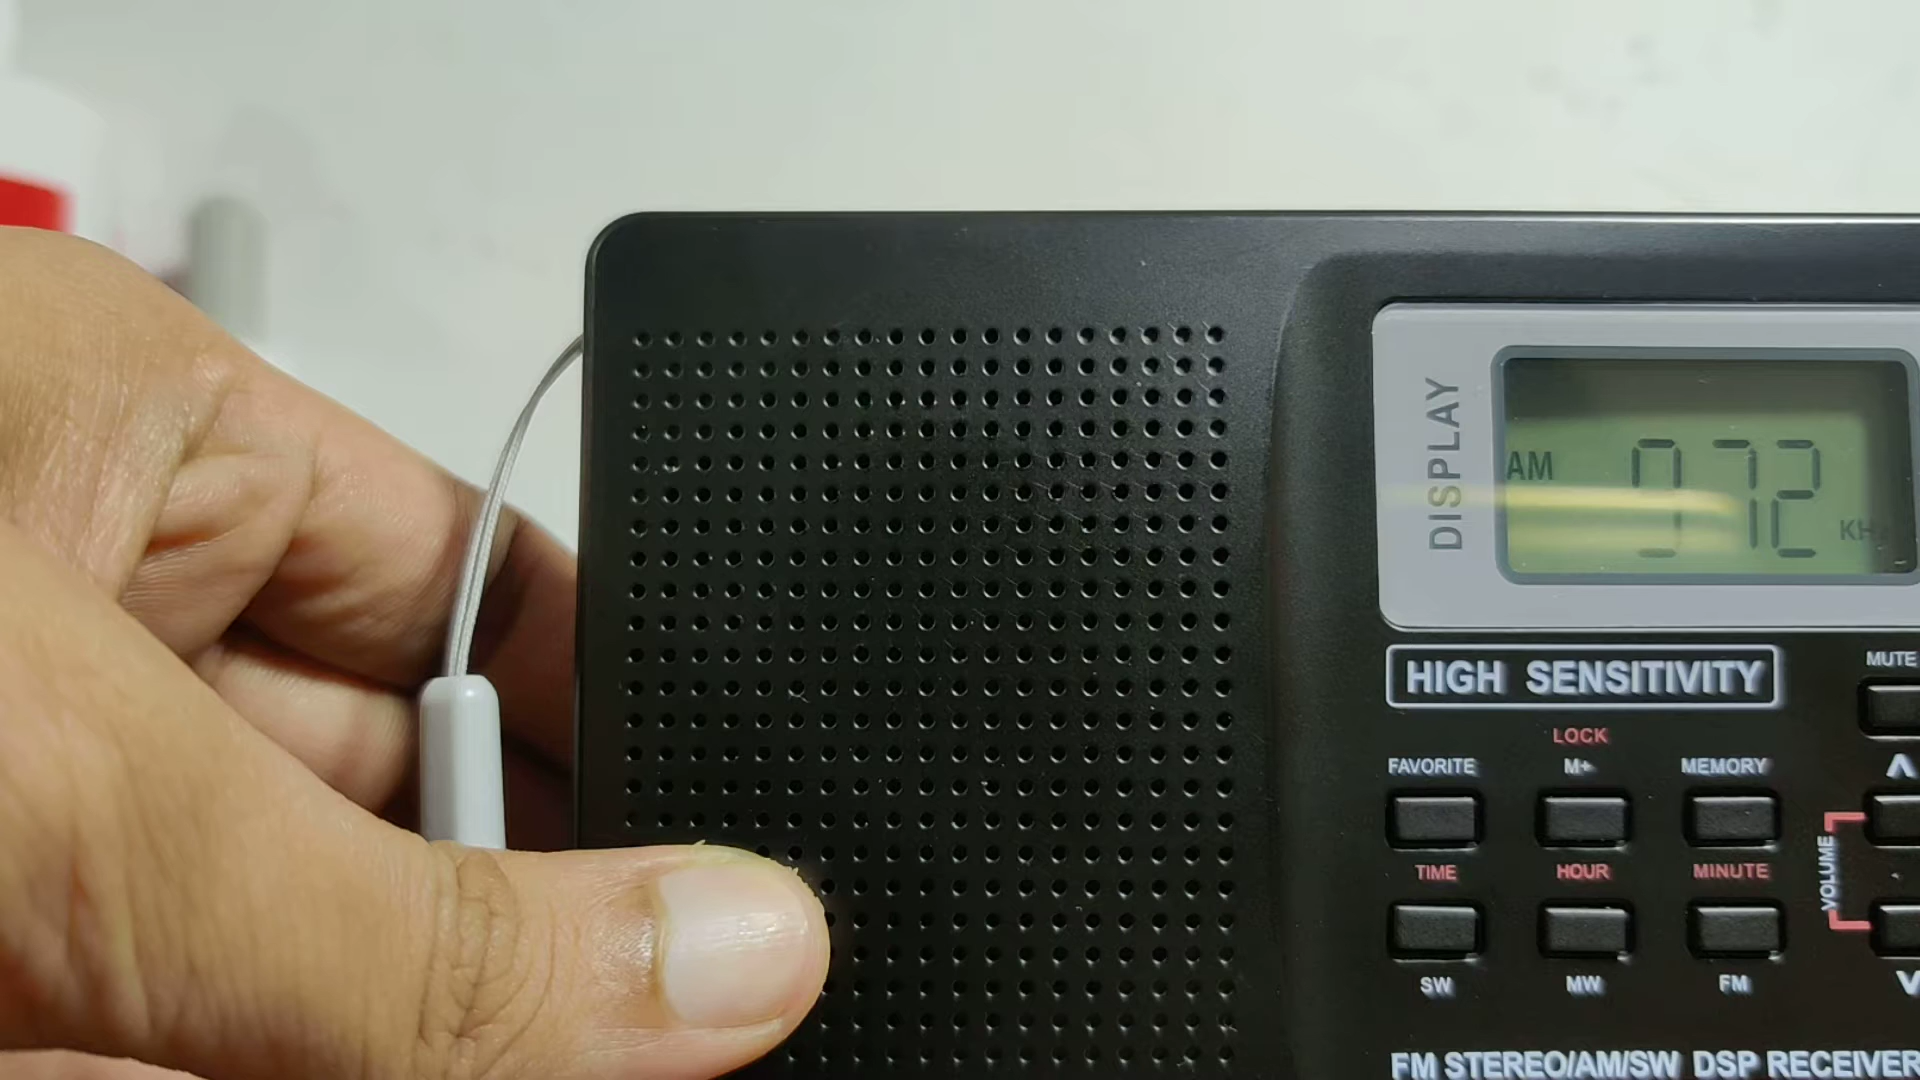 DISPLAY
AM
972
KHz
HIGH SENSITIVITY
MUTE
LOCK
FAVORITE M+ MEMORY
TIME HOUR MINUTE
VOLUME
SW MW FM
FM STEREO/AM/SW DSP RECEIVER